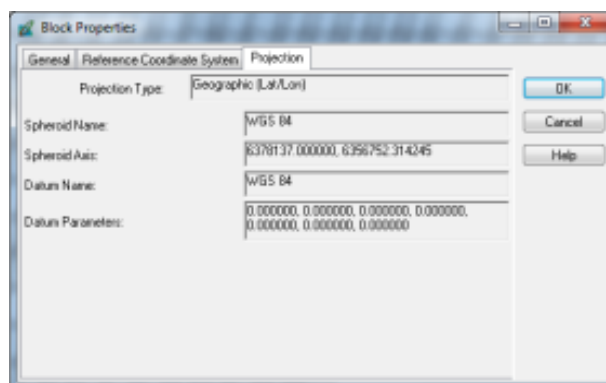 Block Properties
General Reference Coordinate System Projection
Projection Type: Geographic (Lat/Lon) OK
Spheroid Name: WGS 84 Cancel
Spheroid Axis: 6378137.000000, 6356752.314245 Help
Datum Name: WGS 84
Datum Parameters: 0.000000, 0.000000, 0.000000, 0.000000,
0.000000, 0.000000, 0.000000